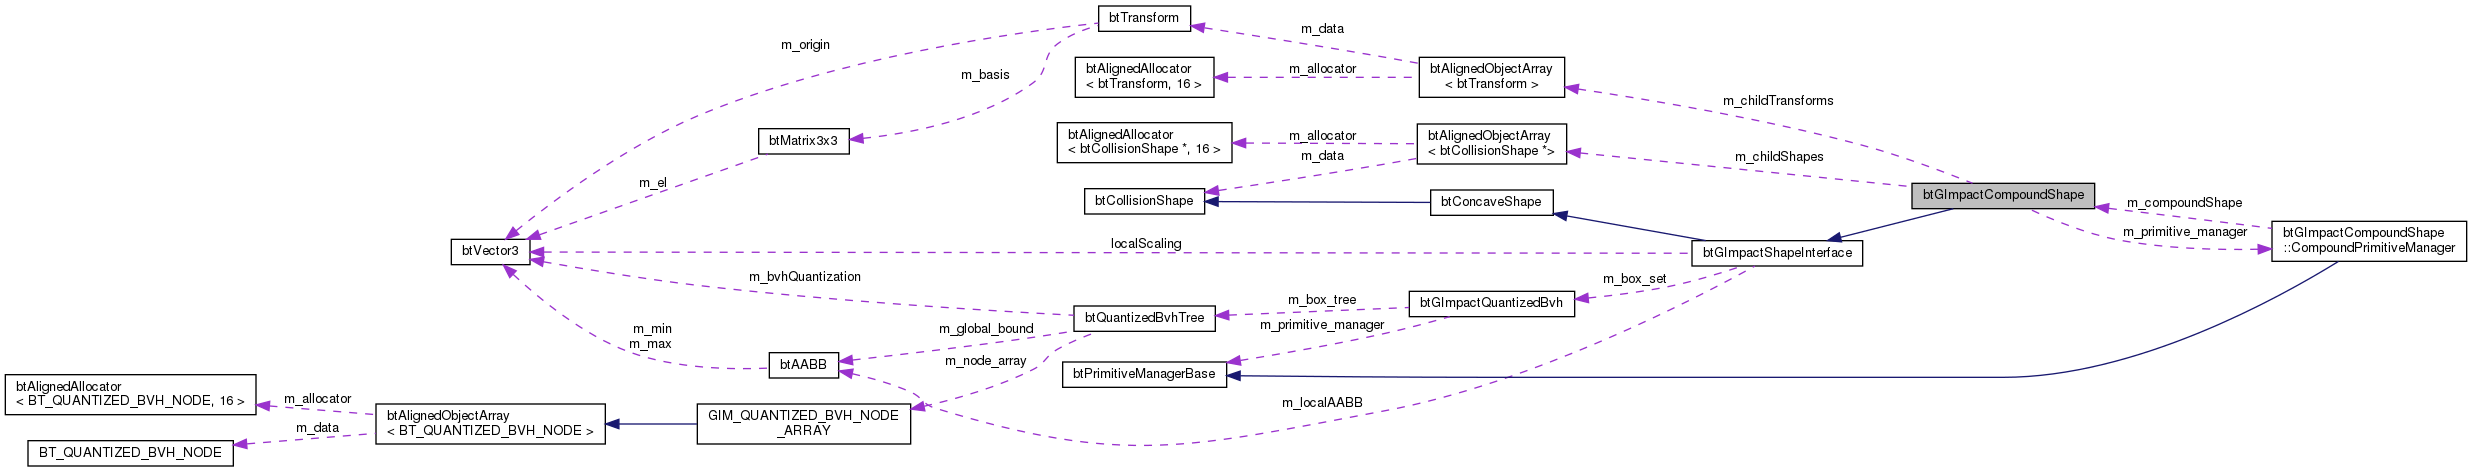 btTransform
m_data
m_origin
btAlignedAllocator
< btTransform, 16 >
m_allocator
btAlignedObjectArray
< btTransform >
m_basis
m_childTransforms
btMatrix3x3
btAlignedAllocator
< btCollisionShape *, 16 >
m_allocator
m_data
btAlignedObjectArray
< btCollisionShape *>
m_childShapes
m_el
btCollisionShape
btConcaveShape
btGImpactCompoundShape
m_compoundShape
m_primitive_manager
btGImpactCompoundShape
::CompoundPrimitiveManager
btVector3
localScaling
btGImpactShapeInterface
m_bvhQuantization
m_box_set
m_box_tree
btGImpactQuantizedBvh
btQuantizedBvhTree
m_primitive_manager
m_global_bound
m_min
m_max
btAABB
m_node_array
btPrimitiveManagerBase
btAlignedAllocator
< BT_QUANTIZED_BVH_NODE, 16 >
m_allocator
btAlignedObjectArray
< BT_QUANTIZED_BVH_NODE >
GIM_QUANTIZED_BVH_NODE
_ARRAY
m_localAABB
m_data
BT_QUANTIZED_BVH_NODE